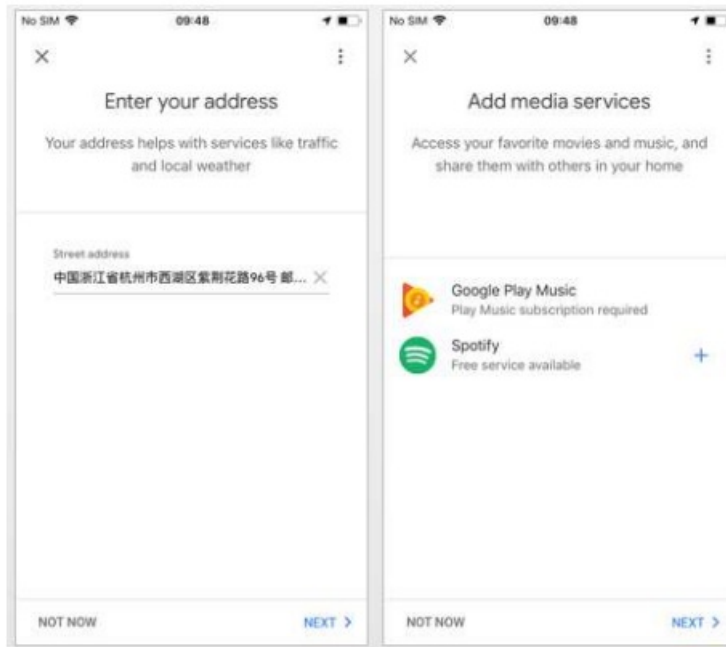 No SIM 09:48
Enter your address
Your address helps with services like traffic
and local weather
Street address
中国浙江省杭州市西湖区紫荆花路96号 邮...
NOT NOW NEXT
No SIM 09:48
Add media services
Access your favorite movies and music, and
share them with others in your home
Google Play Music
Play Music subscription required
Spotify
Free service available
NOT NOW NEXT